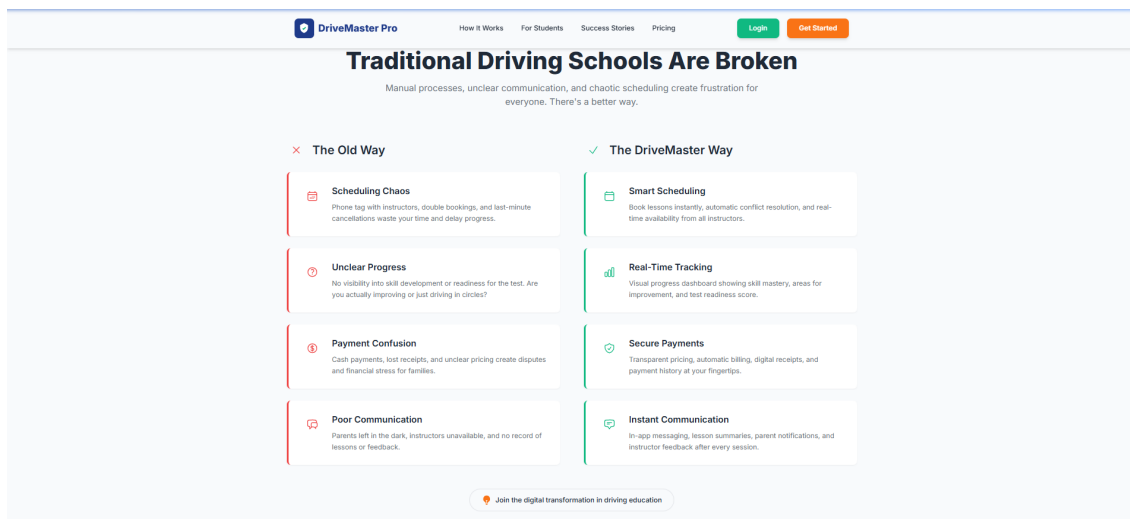 DriveMaster Pro
How It Works
For Students
Success Stories
Pricing
Login
Get Started
Traditional Driving Schools Are Broken
Manual processes, unclear communication, and chaotic scheduling create frustration for
everyone. There's a better way.
The Old Way
Scheduling Chaos
Phone tag with instructors, double bookings, and last-minute
cancellations waste your time and delay progress.
Unclear Progress
No visibility into skill development or readiness for the test. Are
you actually improving or just driving in circles?
Payment Confusion
Cash payments, lost receipts, and unclear pricing create disputes
and financial stress for families.
Poor Communication
Parents left in the dark, instructors unavailable, and no record of
lessons or feedback.
The DriveMaster Way
Smart Scheduling
Book lessons instantly, automatic conflict resolution, and real-
time availability from all instructors.
Real-Time Tracking
Visual progress dashboard showing skill mastery, areas for
improvement, and test readiness score.
Secure Payments
Transparent pricing, automatic billing, digital receipts, and
payment history at your fingertips.
Instant Communication
In-app messaging, lesson summaries, parent notifications, and
instructor feedback after every session.
Join the digital transformation in driving education